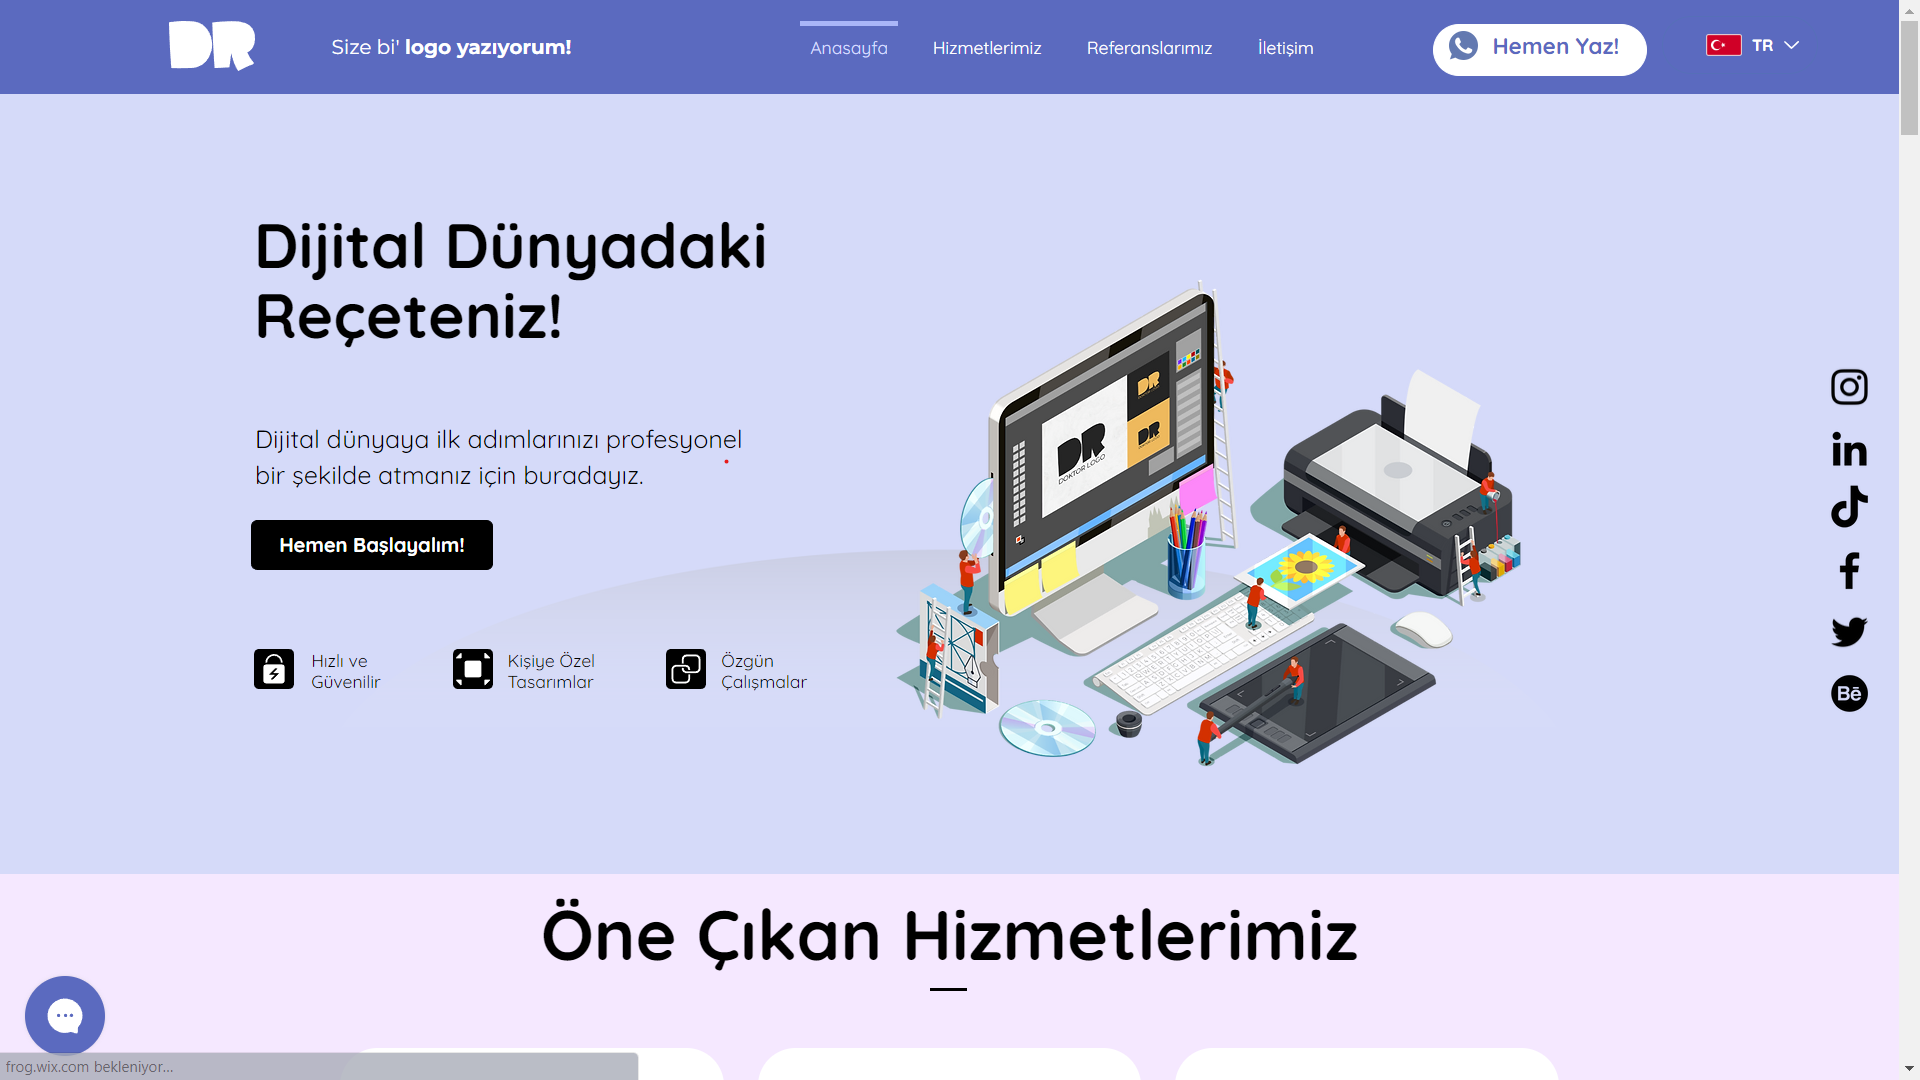 DR
Size bi' logo yazıyorum!
Anasayfa
Hizmetlerimiz
Referanslarımız
İletişim
Hemen Yaz!
TR
Dijital Dünyadaki
Reçeteniz!
Dijital dünyaya ilk adımlarınızı profesyonel
bir şekilde atmanız için buradayız.
Hemen Başlayalım!
Hızlı ve
Güvenilir
Kişiye Özel
Tasarımlar
Özgün
Çalışmalar
DR
DOKTOR LOGO
DR
DR
in
f
Bē
Öne Çıkan Hizmetlerimiz
frog.wix.com bekleniyor...